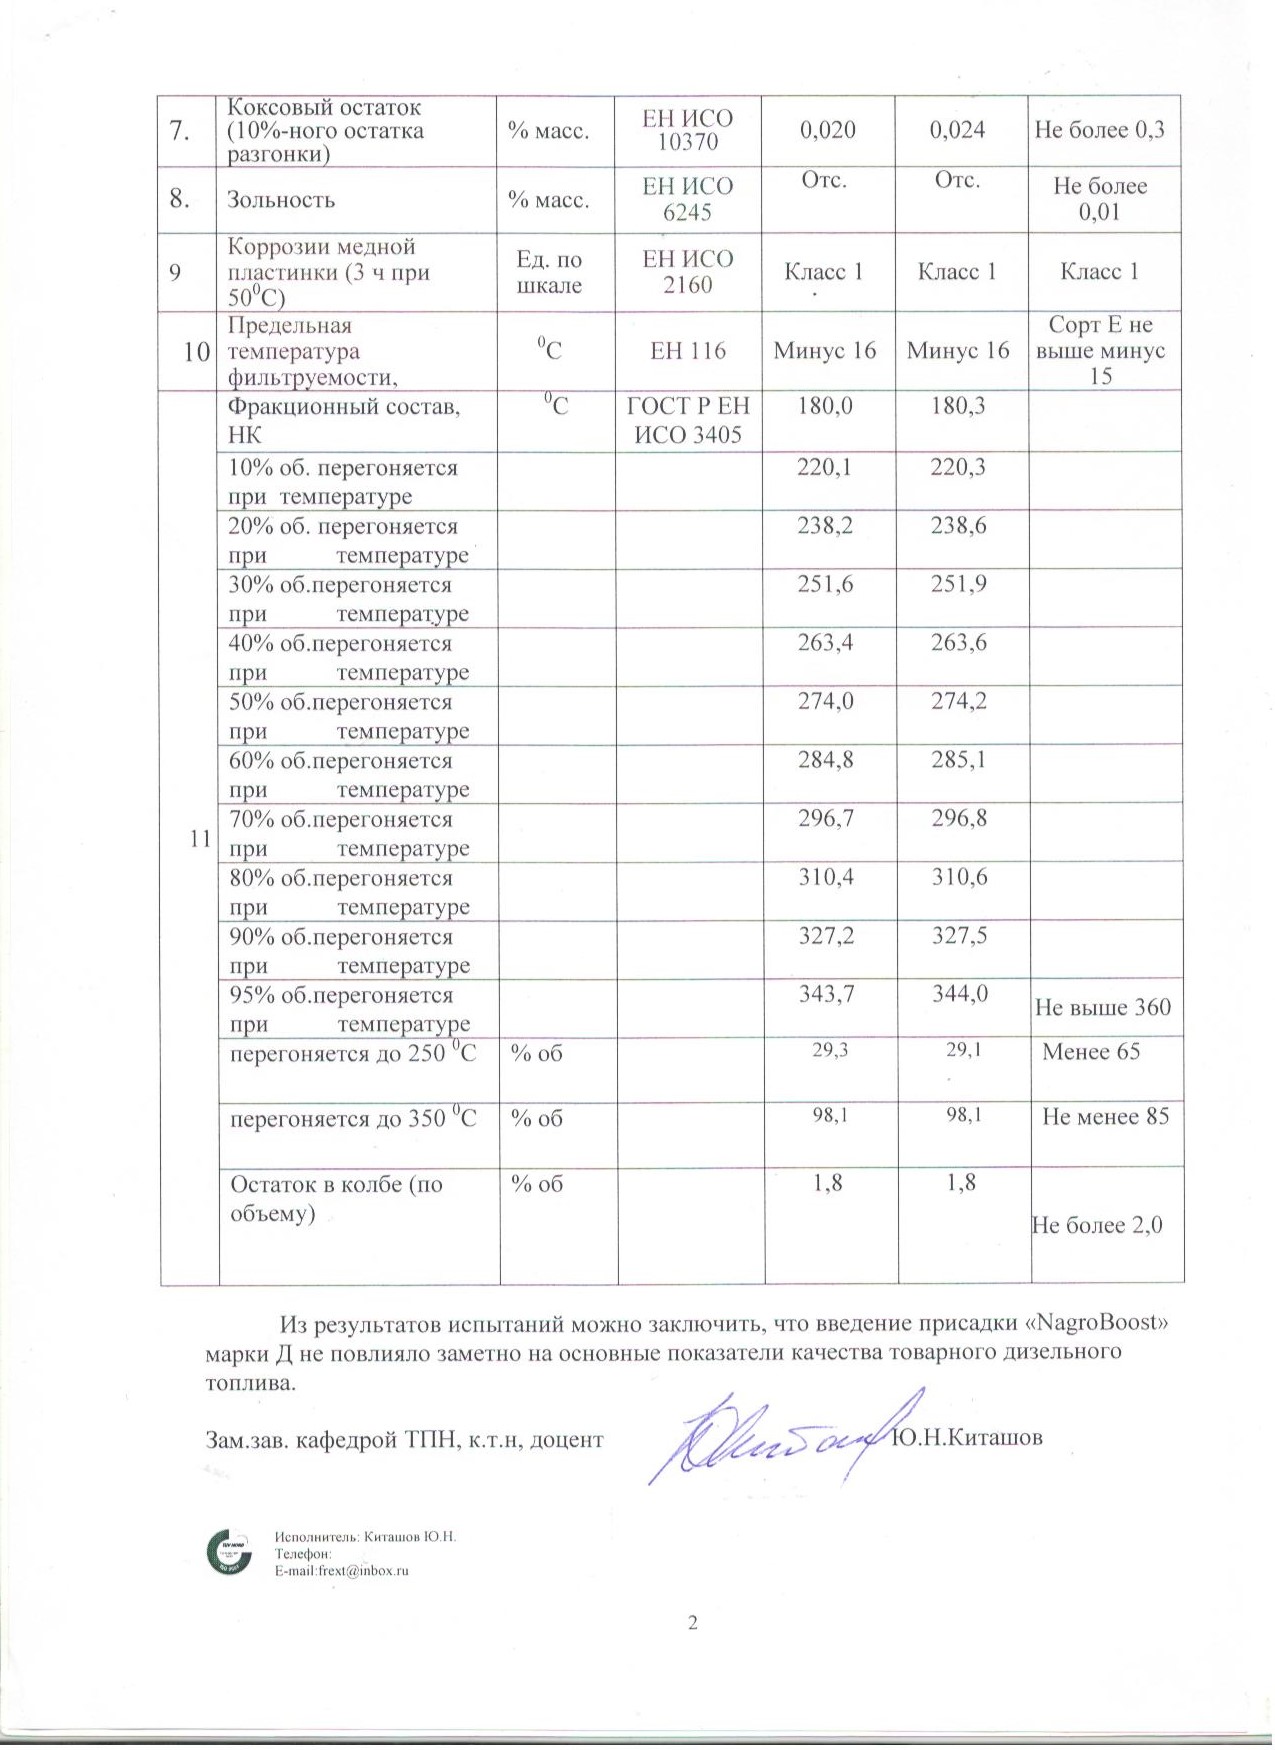 7.
Коксовый остаток
(10%-ного остатка
разгонки)
% масс.
ЕН ИСО
10370
0,020
0,024
Не более 0,3
8.
Зольность
% масс.
ЕН ИСО
6245
Отс.
Отс.
Не более
0,01
9
Коррозии медной
пластинки (3 ч при
50⁰С)
Ед. по
шкале
ЕН ИСО
2160
Класс 1
Класс 1
Класс 1
10
Предельная
температура
фильтруемости,
⁰С
ЕН 116
Минус 16
Минус 16
Сорт Е не
выше минус
15
11
Фракционный состав,
НК
⁰С
ГОСТ Р ЕН
ИСО 3405
180,0
180,3
10% об. перегоняется
при температуре
220,1
220,3
20% об. перегоняется
при температуре
238,2
238,6
30% об.перегоняется
при температуре
251,6
251,9
40% об.перегоняется
при температуре
263,4
263,6
50% об.перегоняется
при температуре
274,0
274,2
60% об.перегоняется
при температуре
284,8
285,1
70% об.перегоняется
при температуре
296,7
296,8
80% об.перегоняется
при температуре
310,4
310,6
90% об.перегоняется
при температуре
327,2
327,5
95% об.перегоняется
при температуре
343,7
344,0
Не выше 360
перегоняется до 250 ⁰С
% об
29,3
29,1
Менее 65
перегоняется до 350 ⁰С
% об
98,1
98,1
Не менее 85
Остаток в колбе (по
объему)
% об
1,8
1,8
Не более 2,0
Из результатов испытаний можно заключить, что введение присадки «NagroBoost»
марки Д не повлияло заметно на основные показатели качества товарного дизельного
топлива.
Зам.зав. кафедрой ТПН, к.т.н, доцент
Ю.Н.Киташов
Исполнитель: Киташов Ю.Н.
Телефон:
E-mail:frext@inbox.ru
2